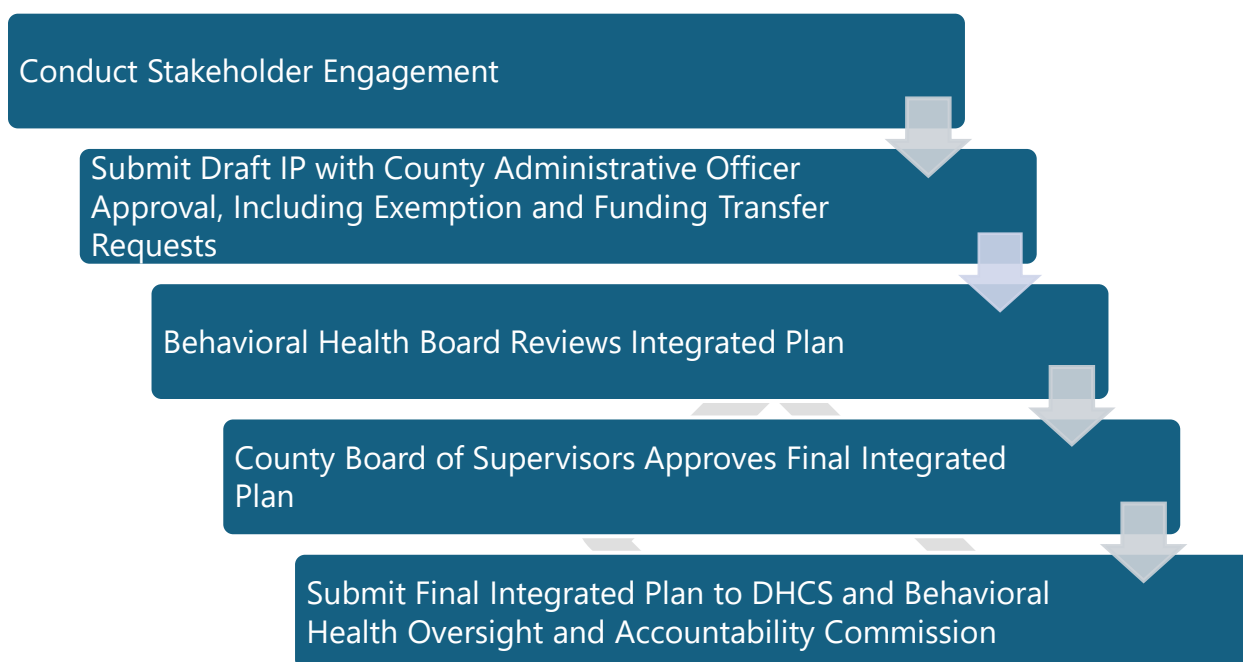 Conduct Stakeholder Engagement
Submit Draft IP with County Administrative Officer
Approval, Including Exemption and Funding Transfer
Requests
Behavioral Health Board Reviews Integrated Plan
County Board of Supervisors Approves Final Integrated
Plan
Submit Final Integrated Plan to DHCS and Behavioral
Health Oversight and Accountability Commission